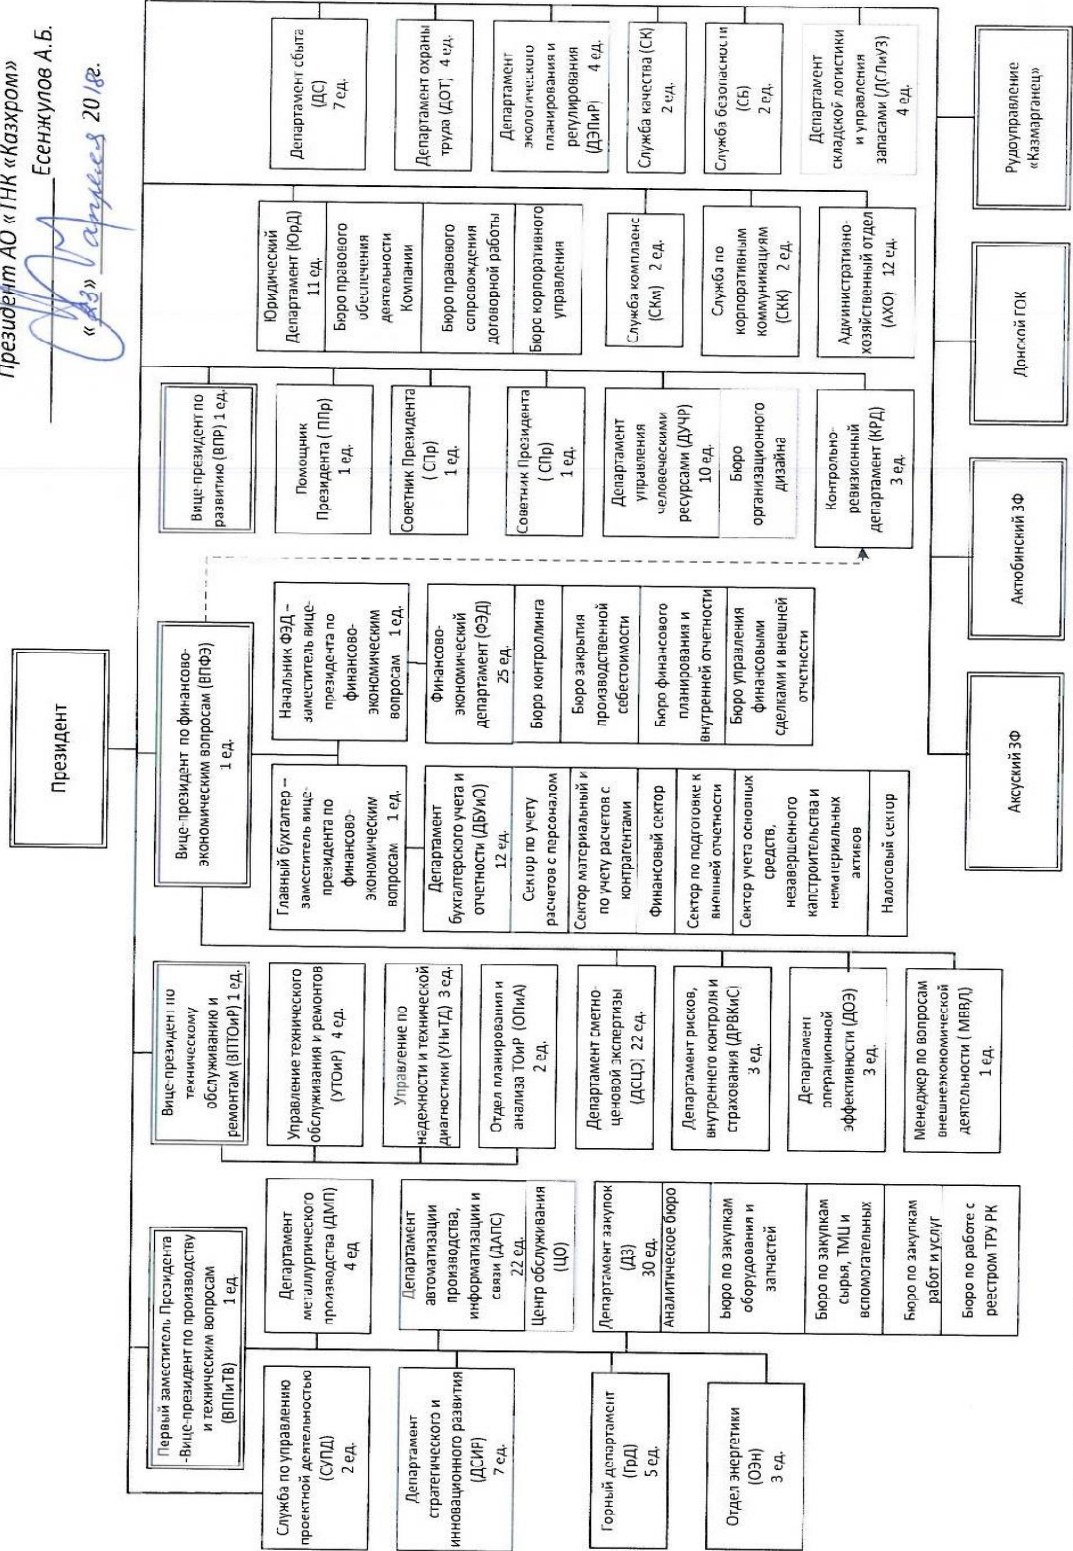 Президент АО «ТНК «Казхром»
Есенжулов А.Б.
«23» апреля 2018г.
Президент
Первый заместитель Президента
-Вице-президент по производству
и техническим вопросам
(ВППиТВ)
1 ед.
Служба по управлению
проектной деятельностью
(СУПД)
2 ед.
Департамент
стратегического и
инновационного развития
(ДСИР)
7 ед.
Горный департамент
(ГрД)
5 ед.
Отдел энергетики
(ОЭн)
3 ед.
Департамент
металлургического
производства (ДМП)
4 ед
Департамент
автоматизации
производства,
информатизации и
связи (ДАПС)
22 ед.
Центр обслуживания
(ЦО)
Департамент закупок
(ДЗ)
30 ед.
Аналитическое бюро
Бюро по закупкам
оборудования и
запчастей
Бюро по закупкам
сырья, ТМЦ и
вспомогательных
Бюро по закупкам
работ и услуг
Бюро по работе с
реестром ТРУ РК
Вице-президент по
техническому
обслуживанию и
ремонтам (ВПТОиР) 1 ед.
Управление технического
обслуживания и ремонтов
(УТОиР) 4 ед.
Управление по
надежности и технической
диагностики (УНиТД) 3 ед.
Отдел планирования и
анализа ТОиР (ОПиА)
2 ед.
Департамент сметно-
ценовой экспертизы
(ДСЦЭ) 22 ед.
Департамент рисков,
внутреннего контроля и
страхования (ДРВКиС)
3 ед.
Департамент
операционной
эффективности (ДОЭ)
3 ед.
Менеджер по вопросам
внешнеэкономической
деятельности ( МВВД)
1 ед.
Вице-президент по финансово-
экономическим вопросам (ВПФЭ)
1 ед.
Главный бухгалтер –
заместитель вице-
президента по
финансово-
экономическим
вопросам 1 ед.
Департамент
бухгалтерского учета и
отчетности (ДБУиО)
12 ед.
Сектор по учету
расчетов с персоналом
Сектор материальный и
по учету расчетов с
контрагентами
Финансовый сектор
Сектор по подготовке к
внешней отчетности
Сектор учета основных
средств,
незавершенного
капстроительства и
нематериальных
активов
Налоговый сектор
Начальник ФЭД –
заместитель вице-
президента по
финансово-
экономическим
вопросам 1 ед.
Финансово-
экономический
департамент (ФЭД)
25 ед.
Бюро контроллинга
Бюро закрытия
производственной
себестоимости
Бюро финансового
планирования и
внутренней отчетности
Бюро управления
финансовыми
сделками и внешней
отчетности
Вице-президент по
развитию (ВПР) 1 ед.
Помощник
Президента ( ППр)
1 ед.
Советник Президента
( СПр)
1 ед.
Советник Президента
( СПр)
1 ед.
Департамент
управления
человеческими
ресурсами (ДУЧР)
10 ед.
Бюро
организационного
дизайна
Контрольно-
ревизионный
департамент (КРД)
3 ед.
Юридический
Департамент (ЮрД)
11 ед.
Бюро правового
обеспечения
деятельности
Компании
Бюро правового
сопровождения
договорной работы
Бюро корпоративного
управления
Служба комплаенс
(СКм) 2 ед.
Служба по
корпоративным
коммуникациям
(СКК) 2 ед.
Административно-
хозяйственный отдел
(АХО) 12 ед.
Департамент сбыта
(ДС)
7 ед.
Департамент охраны
труда (ДОТ) 4 ед.
Департамент
экологического
планирования и
регулирования
(ДЭПиР) 4 ед.
Служба качества (СК)
2 ед.
Служба безопасности
(СБ)
2 ед.
Департамент
складской логистики
и управления
запасами (ДСЛиУЗ)
4 ед.
Аксуский ЗФ
Актюбинский ЗФ
Донской ГОК
Рудоуправление
«Казмарганец»